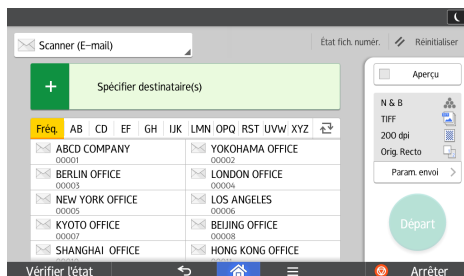 Scanner (E-mail)
État fich. numér.
Réinitialiser
+ Spécifier destinataire(s)
Aperçu
Fréq. AB CD EF GH IJK LMN OPQ RST UVW XYZ
N & B
TIFF
200 dpi
Orig. Recto
Param. envoi >
Départ
ABCD COMPANY
00001
YOKOHAMA OFFICE
00002
BERLIN OFFICE
00003
LONDON OFFICE
00004
NEW YORK OFFICE
00005
LOS ANGELES
00006
KYOTO OFFICE
00007
BEIJING OFFICE
00008
SHANGHAI OFFICE
HONG KONG OFFICE
Vérifier l'état
Arrêter